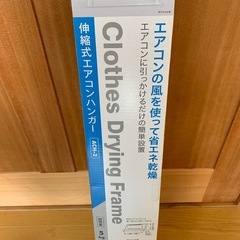 エアコンの風を使って省エネ乾燥
エアコンに引っかけるだけの簡単設置
Clothes Drying Frame
伸縮式エアコンハンガー
ACH-2